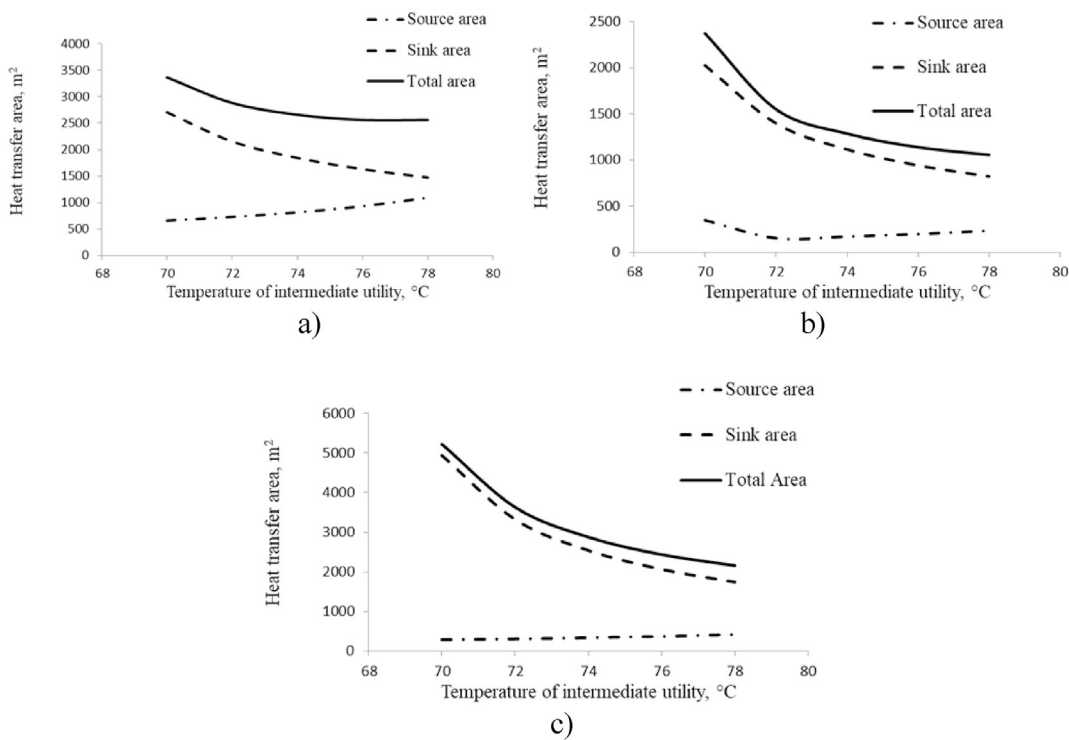 Source area
Sink area
Total area
Heat transfer area, m²
4000
3500
3000
2500
2000
1500
1000
500
0
68
70
72
74
76
78
80
Temperature of intermediate utility, °C
a)
Source area
Sink area
Total area
Heat transfer area, m²
2500
2000
1500
1000
500
0
68
70
72
74
76
78
80
Temperature of intermediate utility, °C
b)
Source area
Sink area
Total Area
Heat transfer area, m²
6000
5000
4000
3000
2000
1000
0
68
70
72
74
76
78
80
Temperature of intermediate utility, °C
c)